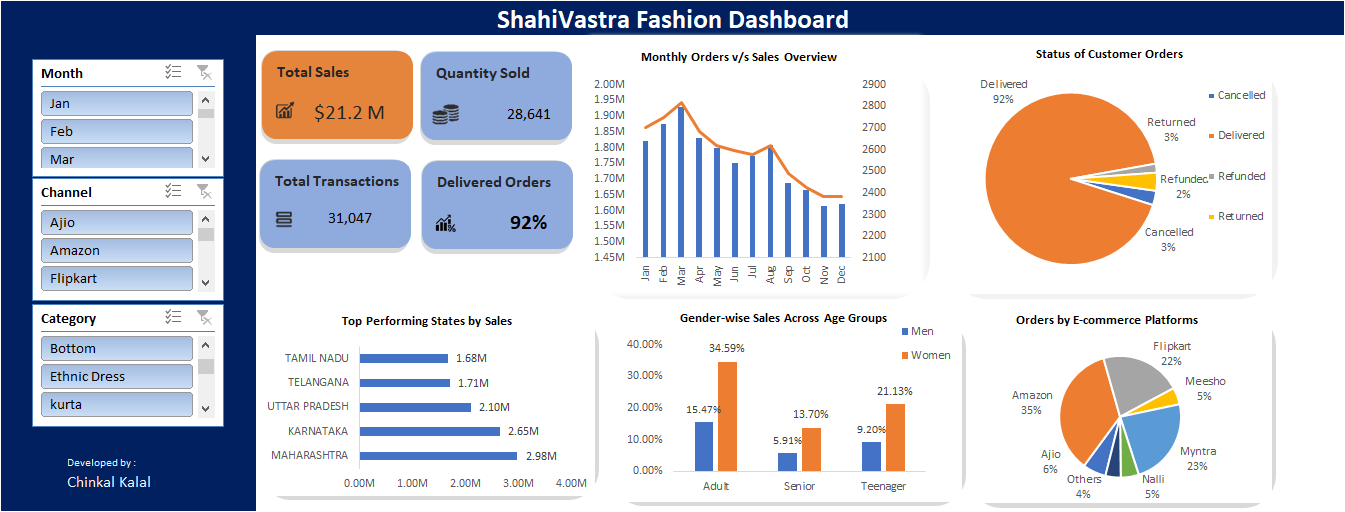 ShahiVastra Fashion Dashboard
Month
Jan
Feb
Mar
Channel
Ajio
Amazon
Flipkart
Category
Bottom
Ethnic Dress
kurta
Developed by :
Chinkal Kalal
Total Sales
$21.2 M
Quantity Sold
28,641
Total Transactions
31,047
Delivered Orders
92%
Monthly Orders v/s Sales Overview
2.00M
1.95M
1.90M
1.85M
1.80M
1.75M
1.70M
1.65M
1.60M
1.55M
1.50M
1.45M
2900
2800
2700
2600
2500
2400
2300
2200
2100
Jan
Feb
Mar
Apr
May
Jun
Jul
Aug
Sep
Oct
Nov
Dec
Status of Customer Orders
Delivered
92%
Returned
3%
Refunded
2%
Cancelled
3%
Cancelled
Delivered
Refunded
Returned
Top Performing States by Sales
TAMIL NADU
1.68M
TELANGANA
1.71M
UTTAR PRADESH
2.10M
KARNATAKA
2.65M
MAHARASHTRA
2.98M
0.00M 1.00M 2.00M 3.00M 4.00M
Gender-wise Sales Across Age Groups
Men
Women
40.00%
30.00%
20.00%
10.00%
0.00%
15.47%
34.59%
5.91%
13.70%
9.20%
21.13%
Adult Senior Teenager
Orders by E-commerce Platforms
Flipkart
22%
Meesho
5%
Amazon
35%
Myntra
23%
Ajio
6%
Others
4%
Nalli
5%